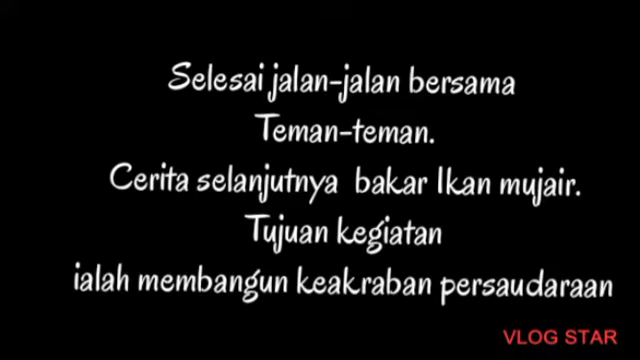 Selesai jalan-jalan bersama
Teman-teman.
Cerita selanjutnya bakar Ikan mujair.
Tujuan kegiatan
ialah membangun keakraban persaudaraan
VLOG STAR